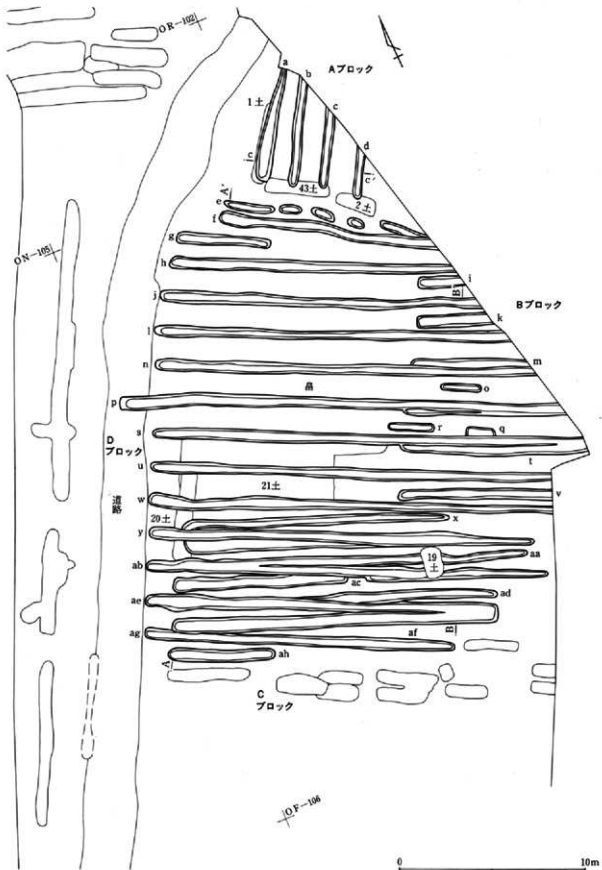 OR-102
Aブロック
a
b
c
d
1土
c
c'
43土
2土
A'
e
f
g
h
i
B'
ON-105
j
Bブロック
k
l
m
n
畠
o
p
r
q
s
D
ブロック
t
u
21土
道路
w
v
20土
x
y
19
土
aa
ab
ac
ad
ae
B
af
ag
A
ah
C
ブロック
OF-106
0
10m